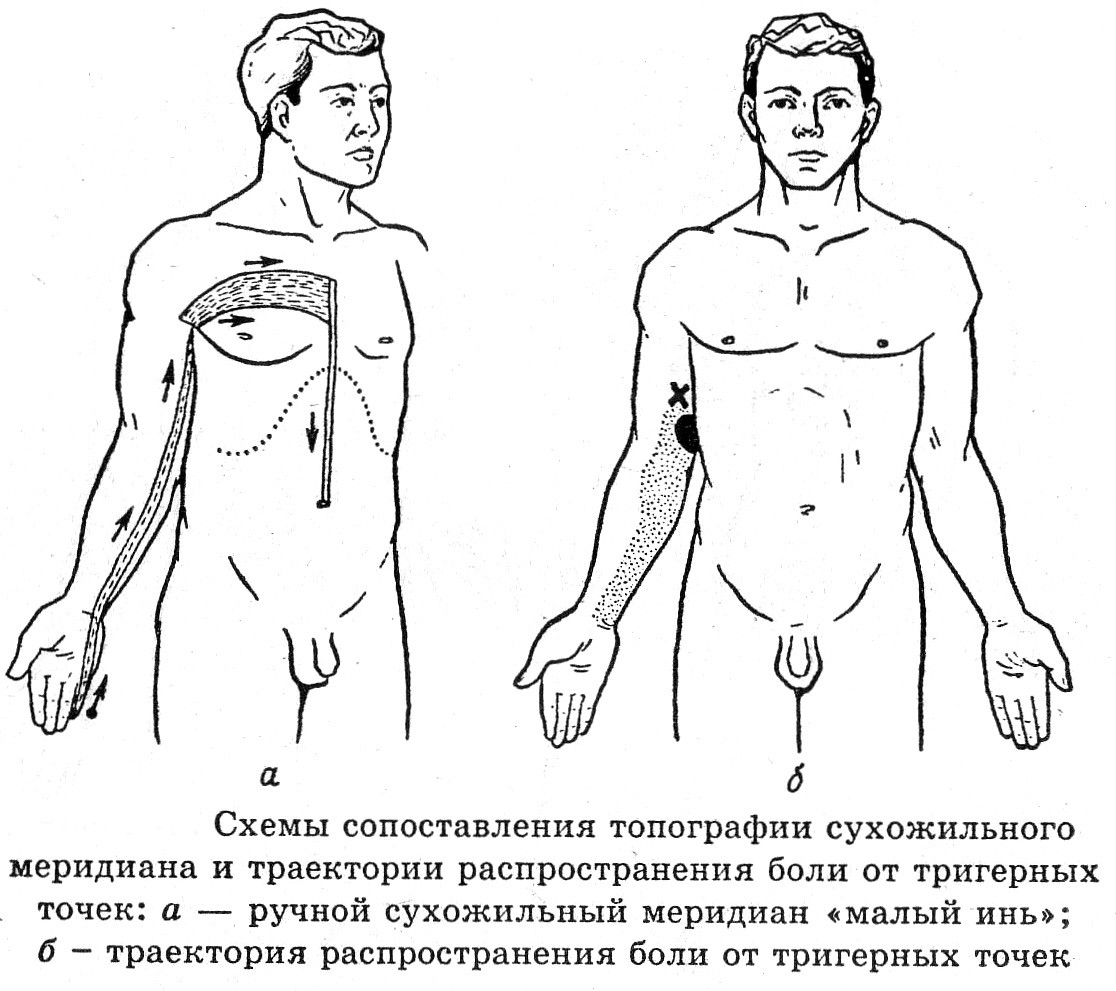 а
б
Схемы сопоставления топографии сухожильного
меридиана и траектории распространения боли от тригерных
точек: а — ручной сухожильный меридиан «малый инь»;
б – траектория распространения боли от тригерных точек